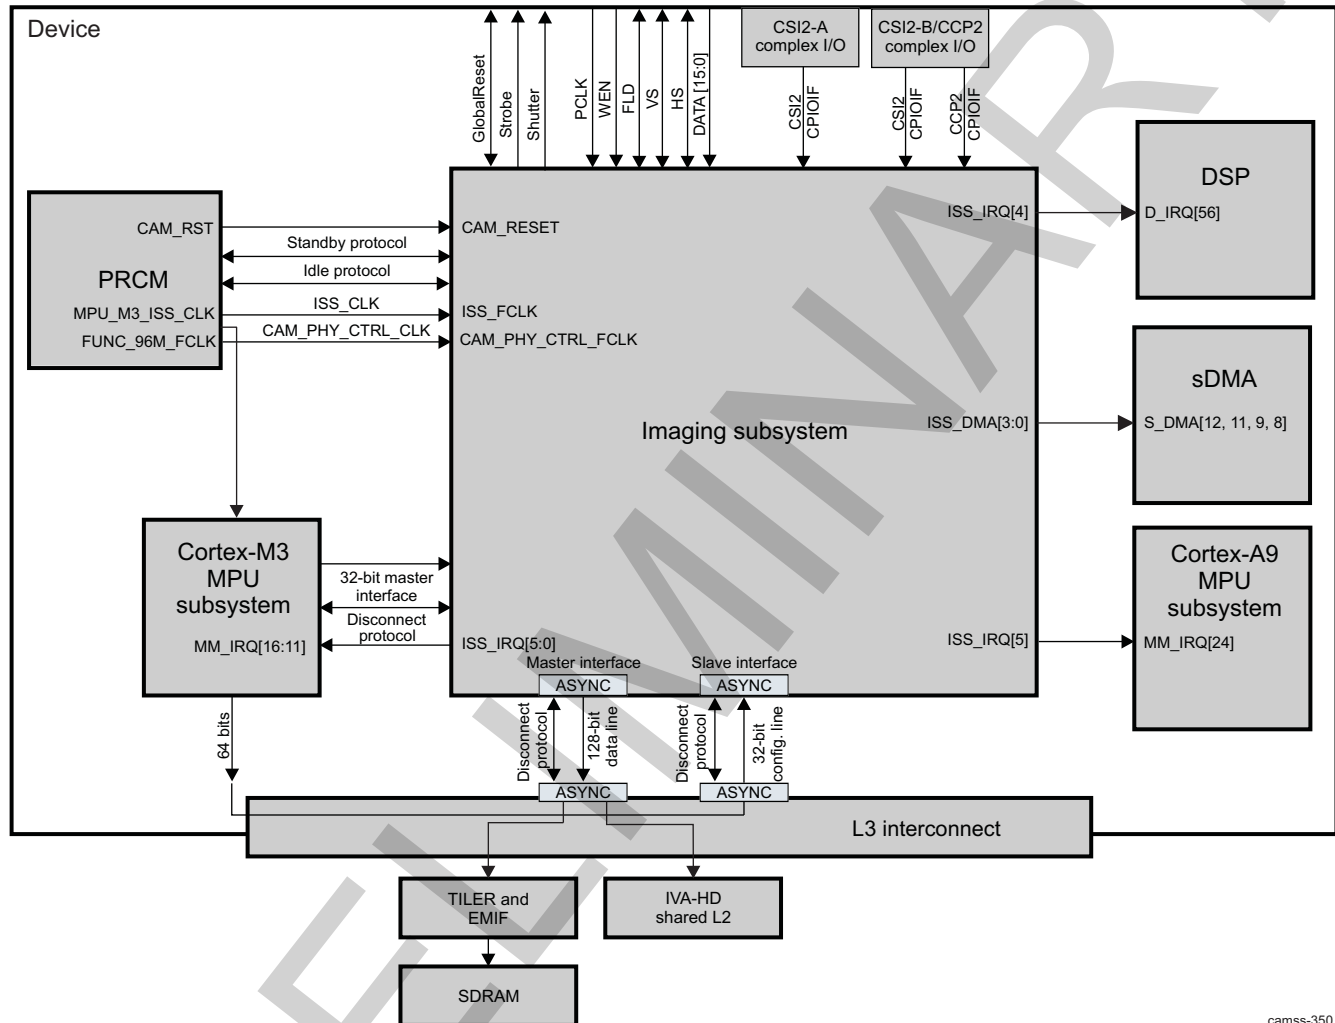 Device
GlobalReset
Strobe
Shutter
PCLK
WEN
FLD
VS
HS
DATA [15:0]
CSI2-A
complex I/O
CSI2-B/CCP2
complex I/O
CSI2
CPIOIF
CSI2
CPIOIF
CCP2
CPIOIF
PRCM
CAM_RST
MPU_M3_ISS_CLK
FUNC_96M_FCLK
Standby protocol
Idle protocol
ISS_CLK
CAM_PHY_CTRL_CLK
CAM_RESET
ISS_FCLK
CAM_PHY_CTRL_FCLK
Imaging subsystem
ISS_IRQ[4]
ISS_DMA[3:0]
ISS_IRQ[5]
DSP
D_IRQ[56]
sDMA
S_DMA[12, 11, 9, 8]
Cortex-A9
MPU
subsystem
MM_IRQ[24]
Cortex-M3
MPU
subsystem
MM_IRQ[16:11]
32-bit master
interface
Disconnect
protocol
ISS_IRQ[5:0]
Master interface
ASYNC
Slave interface
ASYNC
64 bits
Disconnect
protocol
128-bit
data line
Disconnect
protocol
32-bit
config. line
ASYNC
ASYNC
L3 interconnect
TILER and
EMIF
IVA-HD
shared L2
SDRAM
camss-350
ELIMINAR